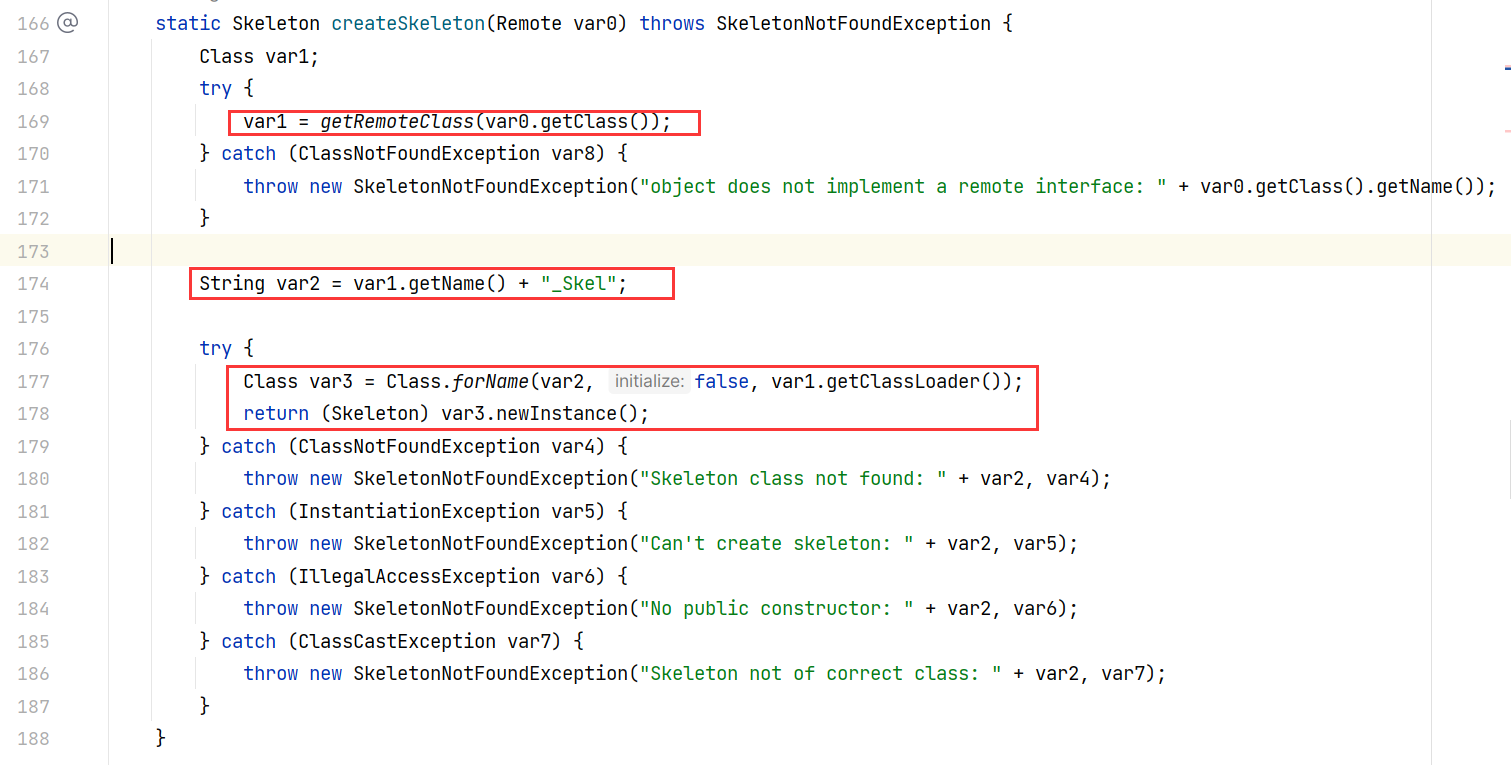 166 @ static Skeleton createSkeleton(Remote var0) throws SkeletonNotFoundException {
167 Class var1;
168 try {
169 var1 = getRemoteClass(var0.getClass());
170 } catch (ClassNotFoundException var8) {
171 throw new SkeletonNotFoundException("object does not implement a remote interface: " + var0.getClass().getName());
172 }
173
174 String var2 = var1.getName() + "_Skel";
175
176 try {
177 Class var3 = Class.forName(var2, initialize: false, var1.getClassLoader());
178 return (Skeleton) var3.newInstance();
179 } catch (ClassNotFoundException var4) {
180 throw new SkeletonNotFoundException("Skeleton class not found: " + var2, var4);
181 } catch (InstantiationException var5) {
182 throw new SkeletonNotFoundException("Can't create skeleton: " + var2, var5);
183 } catch (IllegalAccessException var6) {
184 throw new SkeletonNotFoundException("No public constructor: " + var2, var6);
185 } catch (ClassCastException var7) {
186 throw new SkeletonNotFoundException("Skeleton not of correct class: " + var2, var7);
187 }
188 }